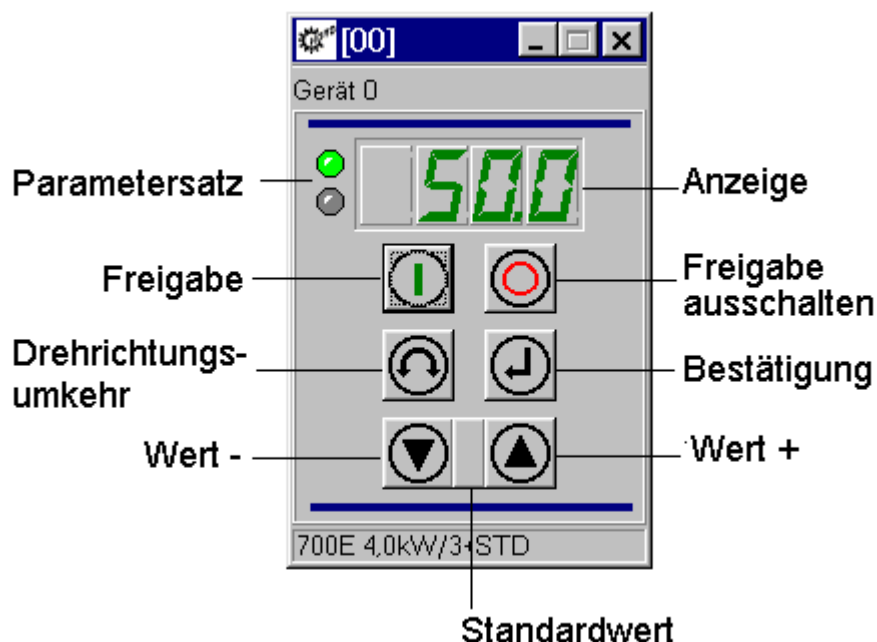 [00]
Gerät 0
Parametersatz
50.0
Anzeige
Freigabe
Freigabe
ausschalten
Drehrichtungs-
umkehr
Bestätigung
Wert -
Wert +
700E 4,0kW/3+STD
Standardwert